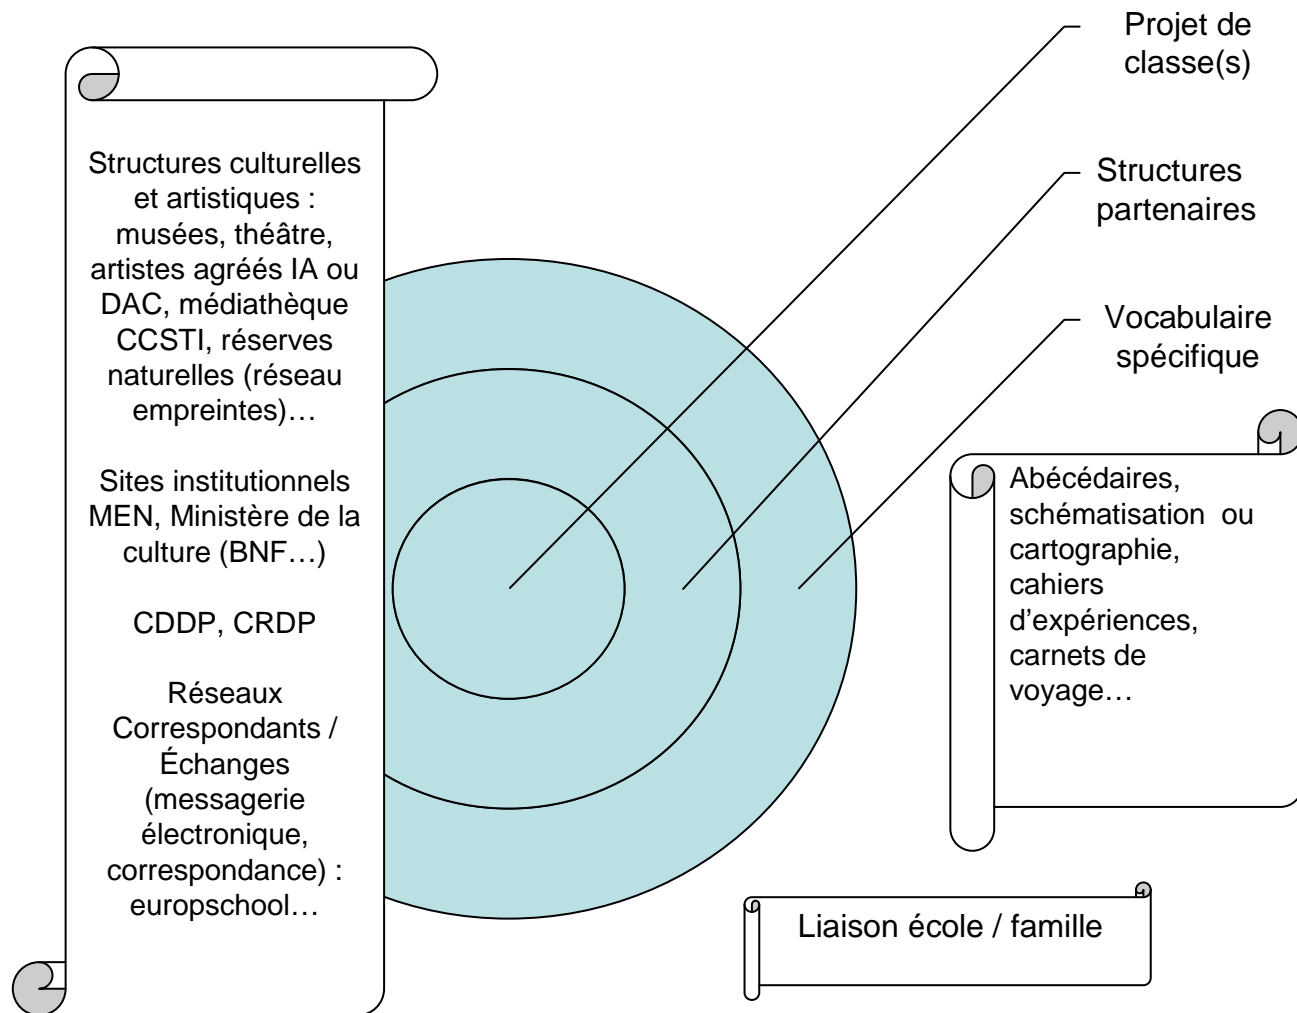 Projet de
classe(s)
Structures
partenaires
Vocabulaire
spécifique
Structures culturelles
et artistiques :
musées, théâtre,
artistes agréés IA ou
DAC, médiathèque
CCSTI, réserves
naturelles (réseau
empreintes)…
Sites institutionnels
MEN, Ministère de la
culture (BNF…)
CDDP, CRDP
Réseaux
Correspondants /
Échanges
(messagerie
électronique,
correspondance) :
europschool…
Abécédaires,
schématisation ou
cartographie,
cahiers
d’expériences,
carnets de
voyage…
Liaison école / famille